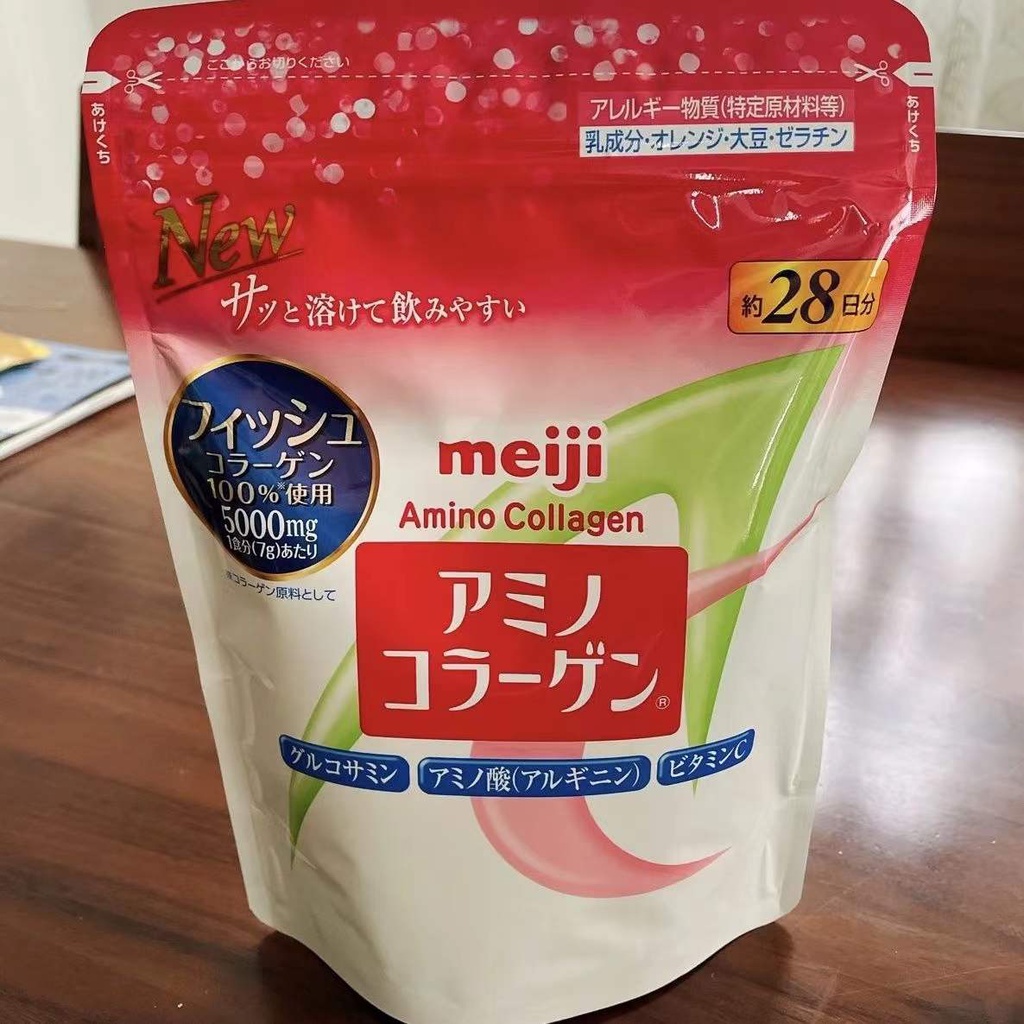 ここからお切りください
あけくち
あけくち
アレルギー物質(特定原材料等)
乳成分・オレンジ・大豆・ゼラチン
New
サッと溶けて飲みやすい
約28日分
フィッシュ
コラーゲン
100%※使用
5000mg
1食分(7g)あたり
※コラーゲン原料として
meiji
Amino Collagen
アミノ
コラーゲン®
グルコサミン
アミノ酸(アルギニン)
ビタミンC